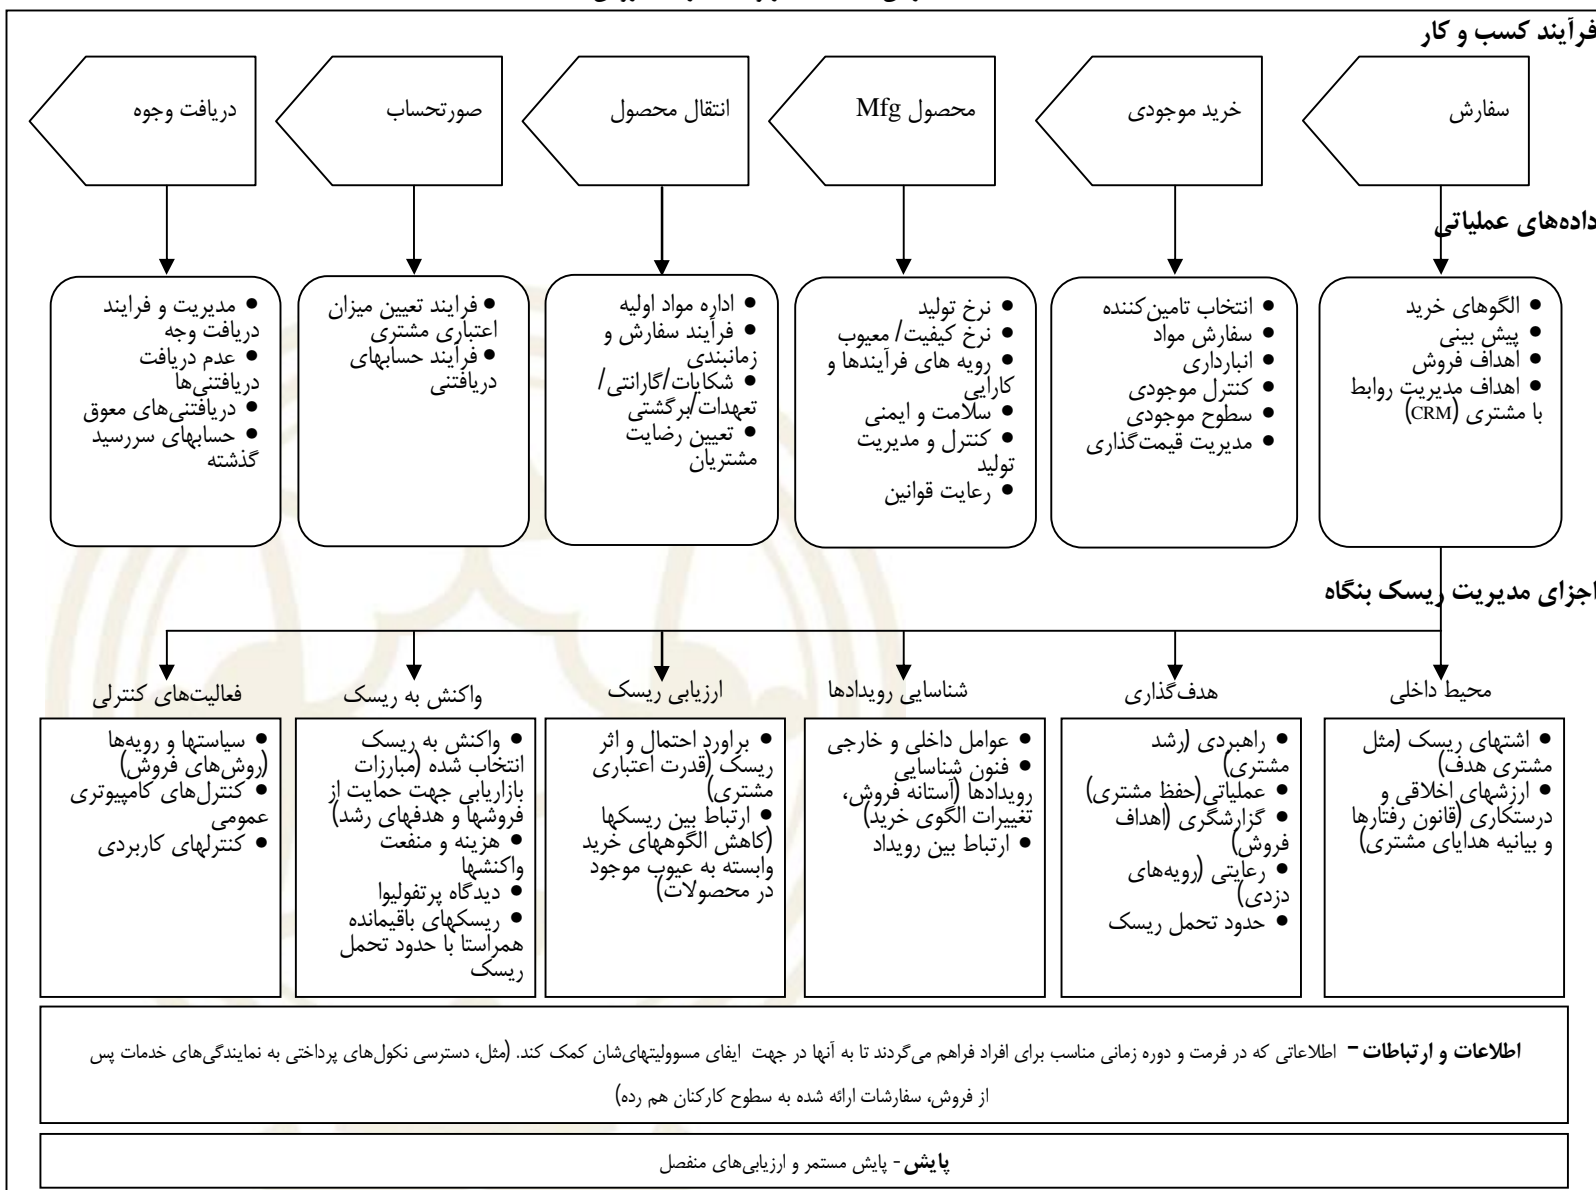 فرآیند کسب و کار
سفارش
خرید موجودی
محصول Mfg
انتقال محصول
صورتحساب
دریافت وجوه
داده‌های عملیاتی
● الگوهای خرید
● پیش بینی
● اهداف فروش
● اهداف مدیریت روابط
با مشتری (CRM)
● انتخاب تامین‌کننده
● سفارش مواد
● انبارداری
● کنترل موجودی
● سطوح موجودی
● مدیریت قیمت‌گذاری
● نرخ تولید
● نرخ کیفیت/ معیوب
● رویه های فرآیندها و
کارایی
● سلامت و ایمنی
● کنترل و مدیریت
تولید
● رعایت قوانین
● اداره مواد اولیه
● فرآیند سفارش و
زمانبندی
● شکایات/گارانتی/
تعهدات/برگشتی
● تعیین رضایت
مشتریان
● فرایند تعیین میزان
اعتباری مشتری
● فرآیند حسابهای
دریافتنی
● مدیریت و فرایند
دریافت وجه
● عدم دریافت
دریافتنی‌ها
● دریافتنی‌های معوق
● حسابهای سررسید
گذشته
اجزای مدیریت ریسک بنگاه
محیط داخلی
هدف‌گذاری
شناسایی رویدادها
ارزیابی ریسک
واکنش به ریسک
فعالیت‌های کنترلی
● اشتهای ریسک (مثل
مشتری هدف)
● ارزشهای اخلاقی و
درستکاری (قانون رفتارها
و بیانیه هدایای مشتری)
● راهبردی (رشد
مشتری)
● عملیاتی(حفظ مشتری)
● گزارشگری (اهداف
فروش)
● رعایتی (رویه‌های
دزدی)
● حدود تحمل ریسک
● عوامل داخلی و خارجی
● فنون شناسایی
رویدادها (آستانه فروش،
تغییرات الگوی خرید)
● ارتباط بین رویداد
● براورد احتمال و اثر
ریسک (قدرت اعتباری
مشتری)
● ارتباط بین ریسکها
(کاهش الگوههای خرید
وابسته به عیوب موجود
در محصولات)
● واکنش به ریسک
انتخاب شده (مبارزات
بازاریابی جهت حمایت از
فروشها و هدفهای رشد)
● هزینه و منفعت
واکنشها
● دیدگاه پرتفولیوا
● ریسکهای باقیمانده
همراستا با حدود تحمل
ریسک
● سیاستها و رویه‌ها
(روش‌های فروش)
● کنترل‌های کامپیوتری
عمومی
● کنترلهای کاربردی
اطلاعات و ارتباطات – اطلاعاتی که در فرمت و دوره زمانی مناسب برای افراد فراهم می‌گردند تا به آنها در جهت ایفای مسوولیتهای‌شان کمک کند. (مثل، دسترسی نکول‌های پرداختی به نمایندگی‌های خدمات پس
از فروش، سفارشات ارائه شده به سطوح کارکنان هم رده)
پایش- پایش مستمر و ارزیابی‌های منفصل